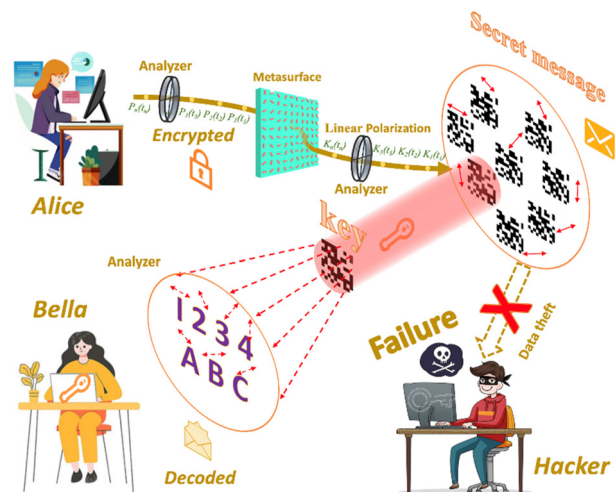 Secret message
Analyzer
Metasurface
Pₙ(tₙ) P₃(t₃) P₂(t₂) P₁(t₁)
Encrypted
Linear Polarization
Kₙ(tₙ) K₃(t₃) K₂(t₂) K₁(t₁)
Analyzer
Alice
key
Analyzer
1 2 3 4
A B C
Bella
Failure
Data theft
Decoded
Hacker